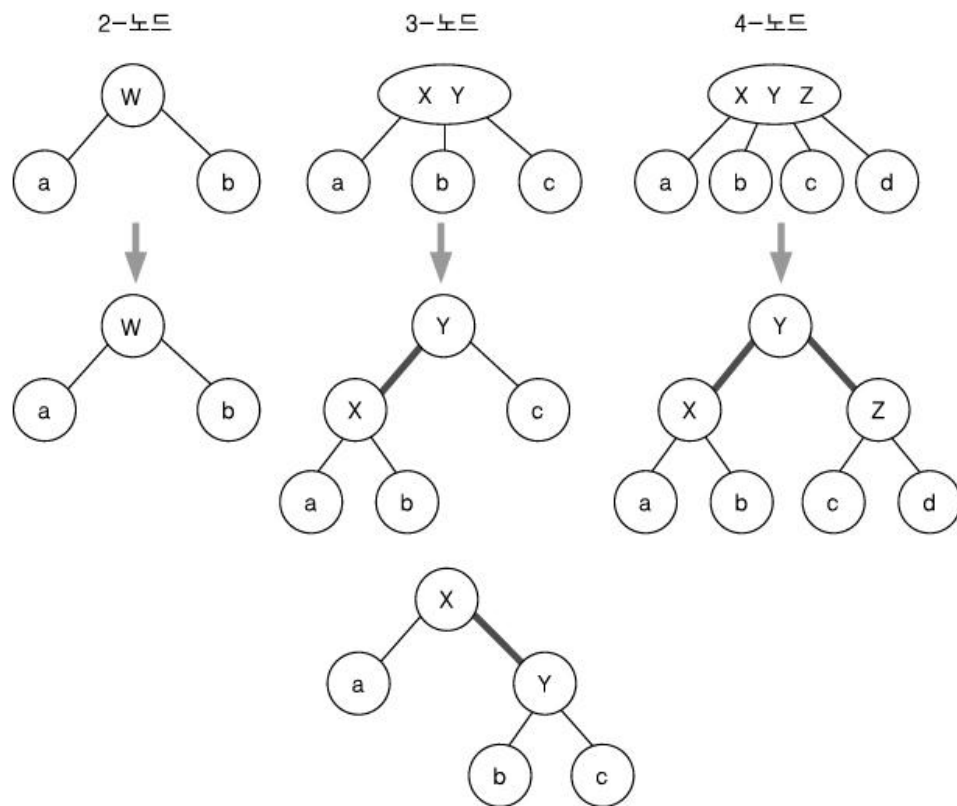 2-노드 3-노드 4-노드
W X Y X Y Z
a b a b c a b c d
W Y Y
a b X c X Z
a b a b c d
X
a Y
b c